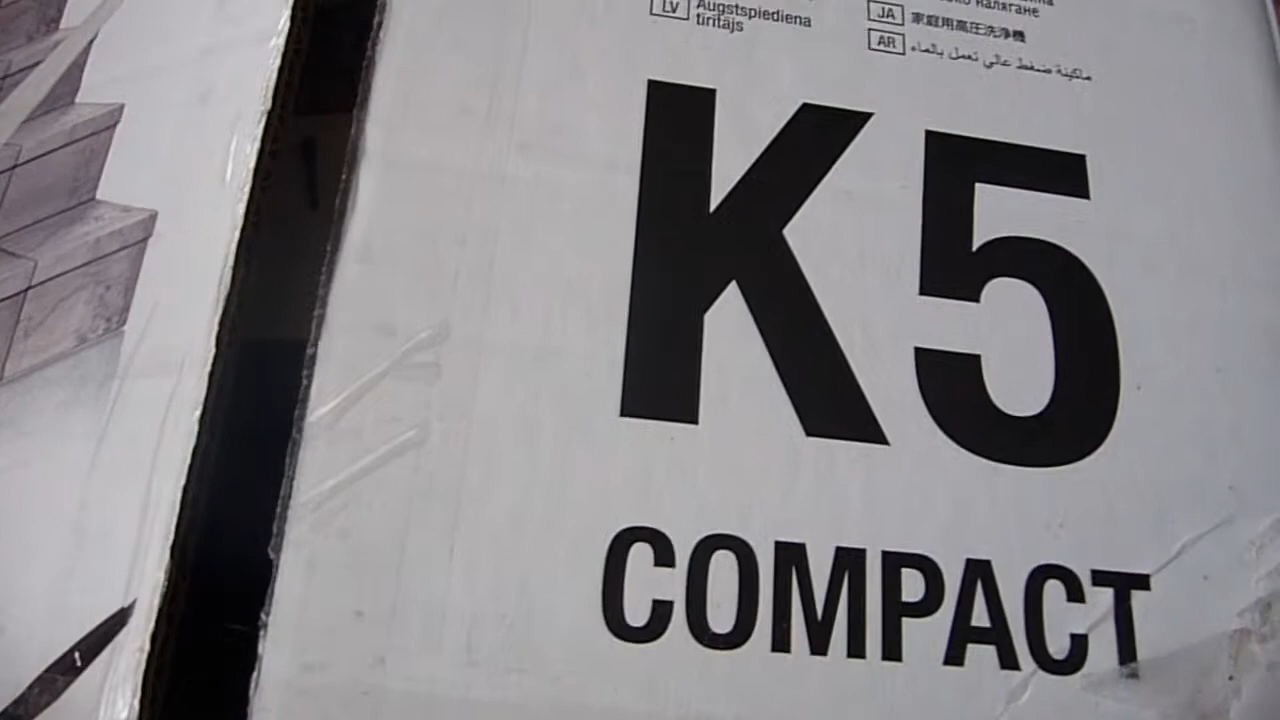 LV Augstspiediena
tīrītājs
налягане
JA 家庭用高圧洗浄機
AR ماكينة ضغط عالي تعمل بالماء
K5
COMPACT